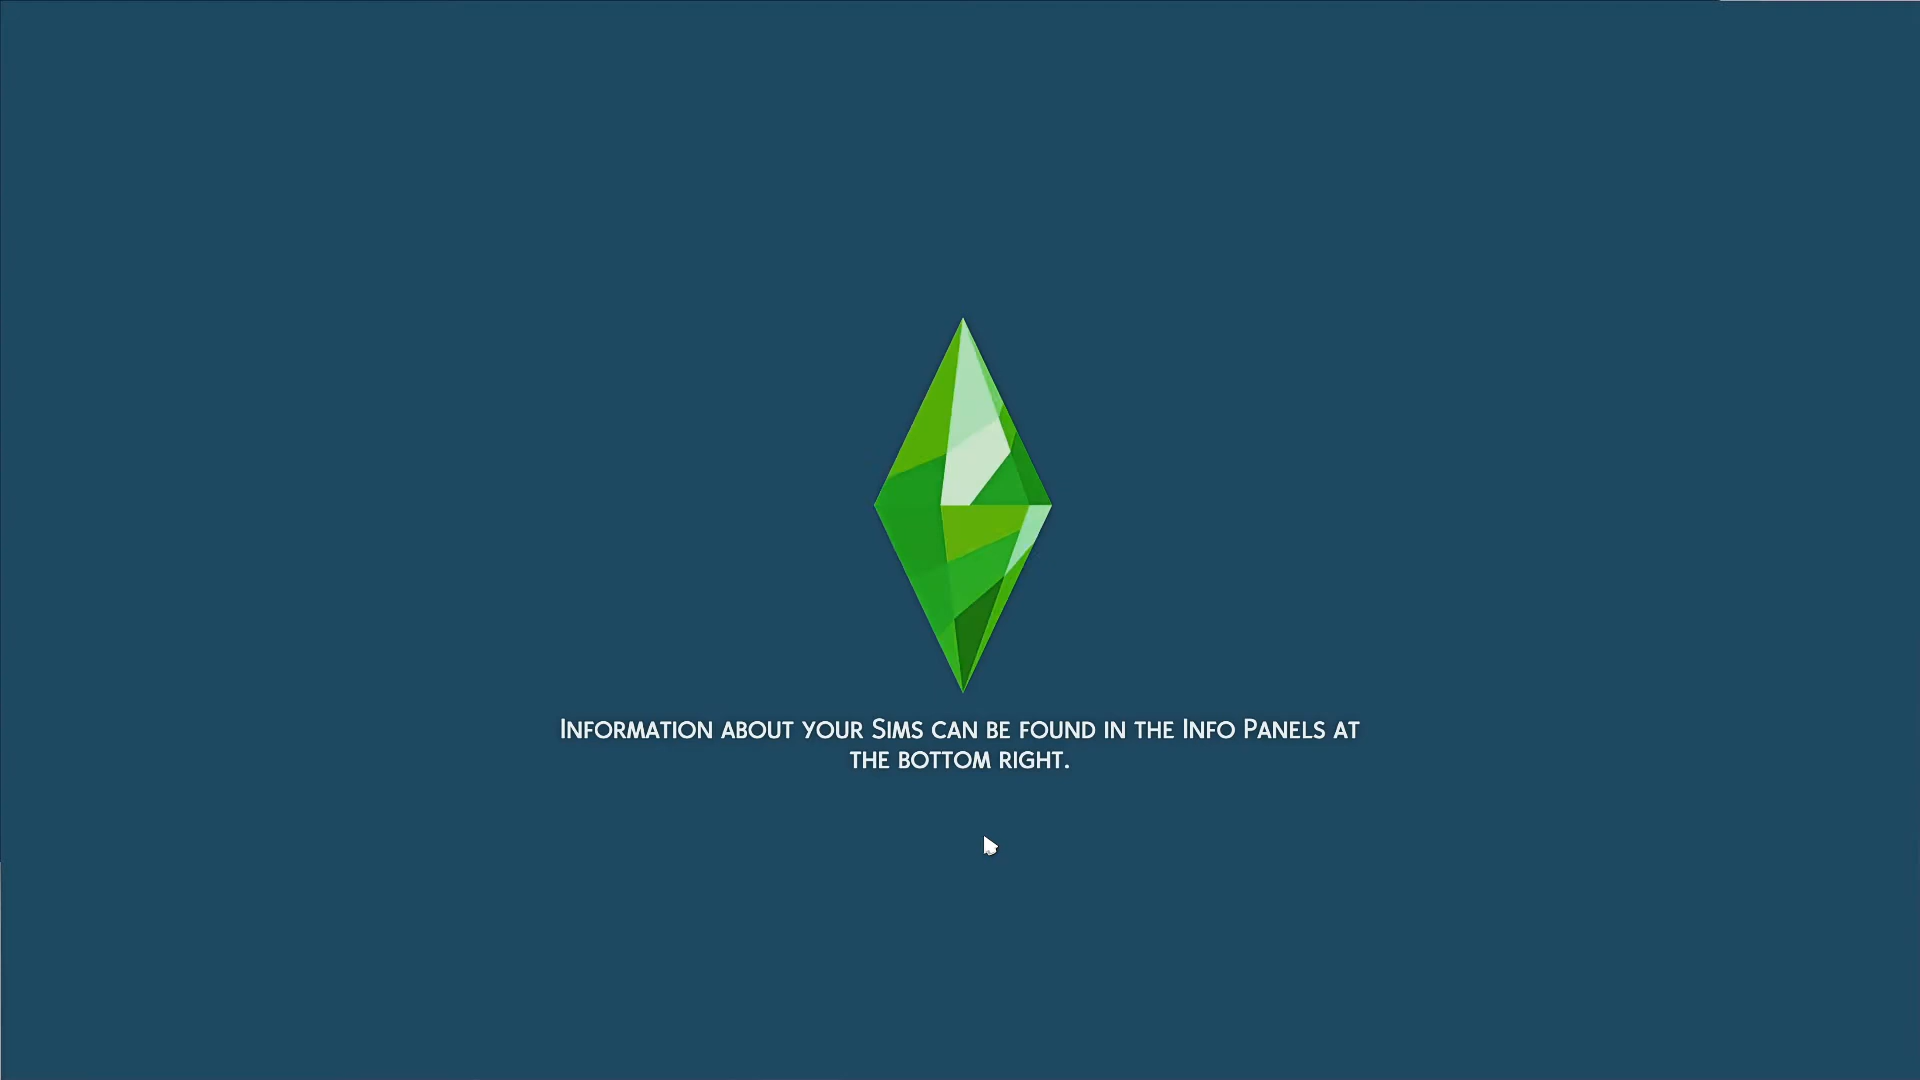 Information about your Sims can be found in the Info Panels at
the bottom right.